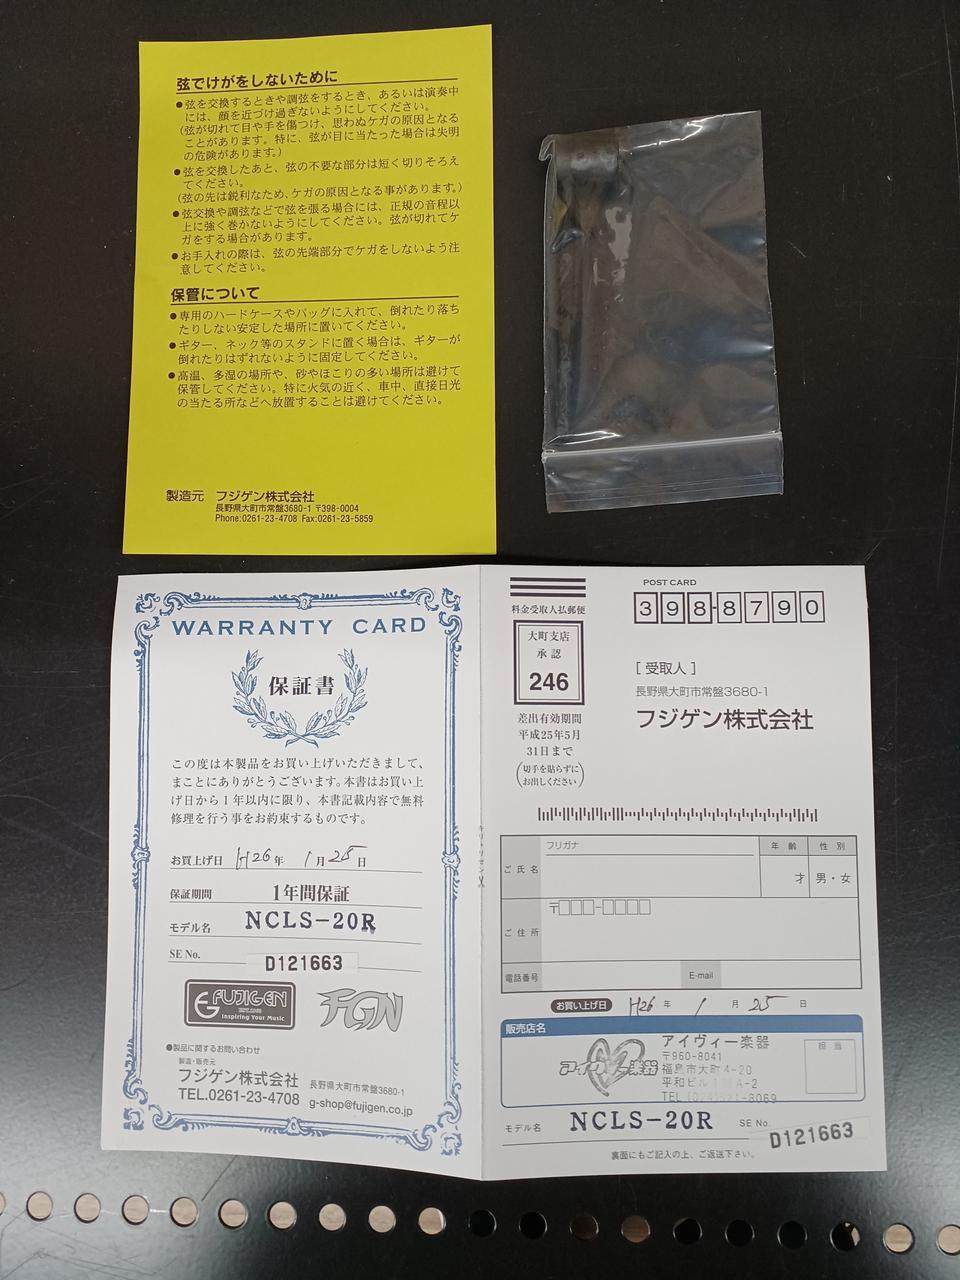 弦でけがをしないために
●弦を交換するときや調弦をするとき、あるいは演奏中
には、顔を近づけ過ぎないようにしてください。
(弦が切れて目や手を傷つけ、思わぬケガの原因となる
ことがあります。特に、弦が目に当たった場合は失明
の危険があります。)
●弦を交換したあと、弦の不要な部分は短く切りそろえ
てください。
(弦の先は鋭利なため、ケガの原因となる事があります。)
●弦交換や調弦などで弦を張る場合には、正規の音程以
上に強く巻かないようにしてください。弦が切れてケ
ガをする場合があります。
●お手入れの際は、弦の先端部分でケガをしないよう注
意してください。
保管について
●専用のハードケースやバッグに入れて、倒れたり落ち
たりしない安定した場所に置いてください。
●ギター、ネック等のスタンドに置く場合は、ギターが
倒れたりはずれないように固定してください。
●高温、多湿の場所や、砂やほこりの多い場所は避けて
保管してください。特に火気の近く、車中、直接日光
の当たる所などへ放置することは避けてください。
製造元 フジゲン株式会社
長野県大町市常盤3680-1 〒398-0004
Phone:0261-23-4708 Fax:0261-23-5859
WARRANTY CARD
保証書
この度は本製品をお買い上げいただきまして、
まことにありがとうございます。本書はお買い上
げ日から1年以内に限り、本書記載内容で無料
修理を行う事をお約束するものです。
お買上げ日 H26年 1月25日
保証期間 1年間保証
モデル名 NCLS-20R
SE No. D121663
FUJIGEN
Inspiring Your Music
FGN
●製品に関するお問い合わせ
製造・販売元
フジゲン株式会社 長野県大町市常盤3680-1
TEL.0261-23-4708 g-shop@fujigen.co.jp
キリトリセン
料金受取人払郵便
大町支店
承認
246
差出有効期間
平成25年5月
31日まで
(切手を貼らずに
お出しください)
POST CARD
398-8790
[受取人]
長野県大町市常盤3680-1
フジゲン株式会社
ご氏名 フリガナ 年齢 性別
才 男・女
ご住所 〒□□□-□□□□
電話番号 E-mail
お買い上げ日 H26年 1月 25日
販売店名
アイヴィー楽器
アイヴィー楽器
〒960-8041
福島市大町4-20
平和ビル A-2
TEL 8069
担当
モデル名 NCLS-20R SE No. D121663
裏面にもご記入の上、ご返送下さい。